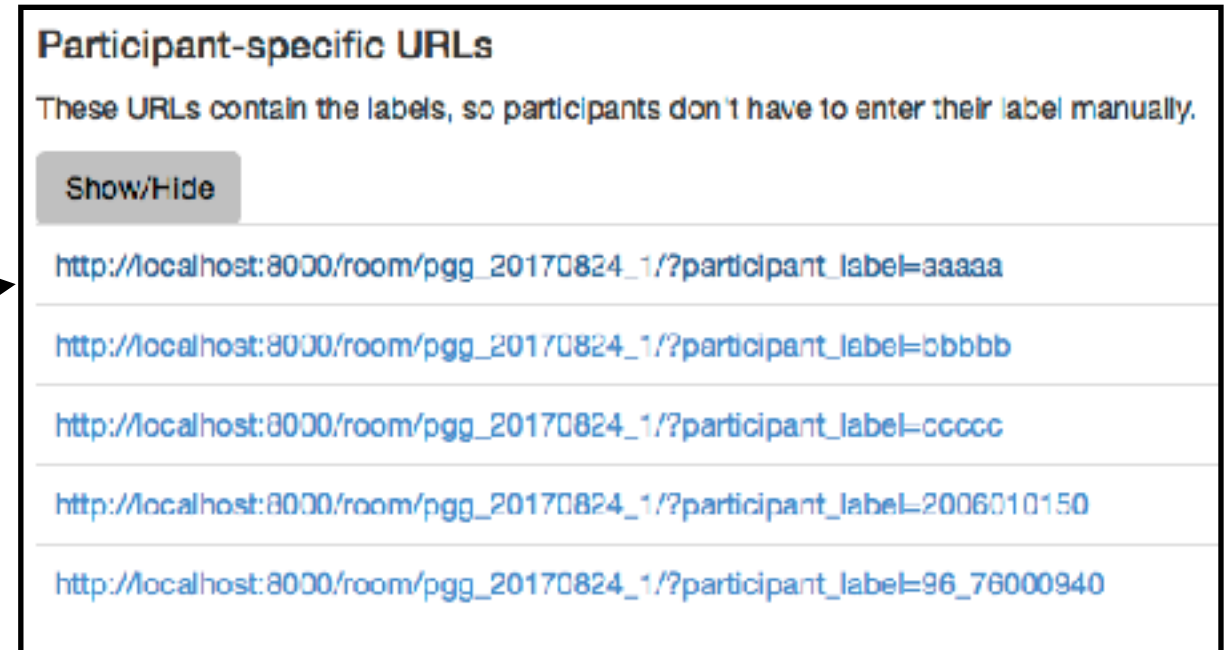 Participant-specific URLs
These URLs contain the labels, so participants don't have to enter their label manually.
Show/Hide
http://localhost:8000/room/pgg_20170824_1/?participant_label=aaaaa
http://localhost:8000/room/pgg_20170824_1/?participant_label=bbbbb
http://localhost:8000/room/pgg_20170824_1/?participant_label=ccccc
http://localhost:8000/room/pgg_20170824_1/?participant_label=2006010150
http://localhost:8000/room/pgg_20170824_1/?participant_label=96_76000940